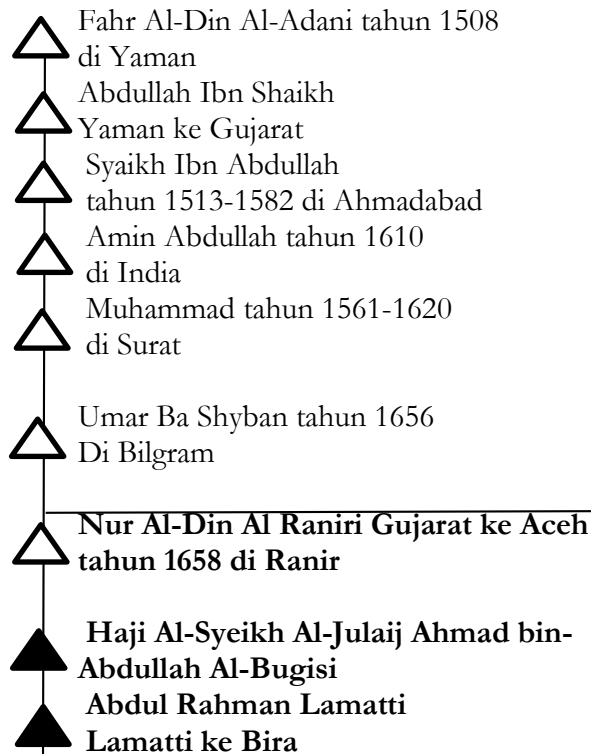 Fahr Al-Din Al-Adani tahun 1508
di Yaman
Abdullah Ibn Shaikh
Yaman ke Gujarat
Syaikh Ibn Abdullah
tahun 1513-1582 di Ahmadabad
Amin Abdullah tahun 1610
di India
Muhammad tahun 1561-1620
di Surat
Umar Ba Shyban tahun 1656
Di Bilgram
Nur Al-Din Al Raniri Gujarat ke Aceh
tahun 1658 di Ranir
Haji Al-Syeikh Al-Julaij Ahmad bin-
Abdullah Al-Bugisi
Abdul Rahman Lamatti
Lamatti ke Bira